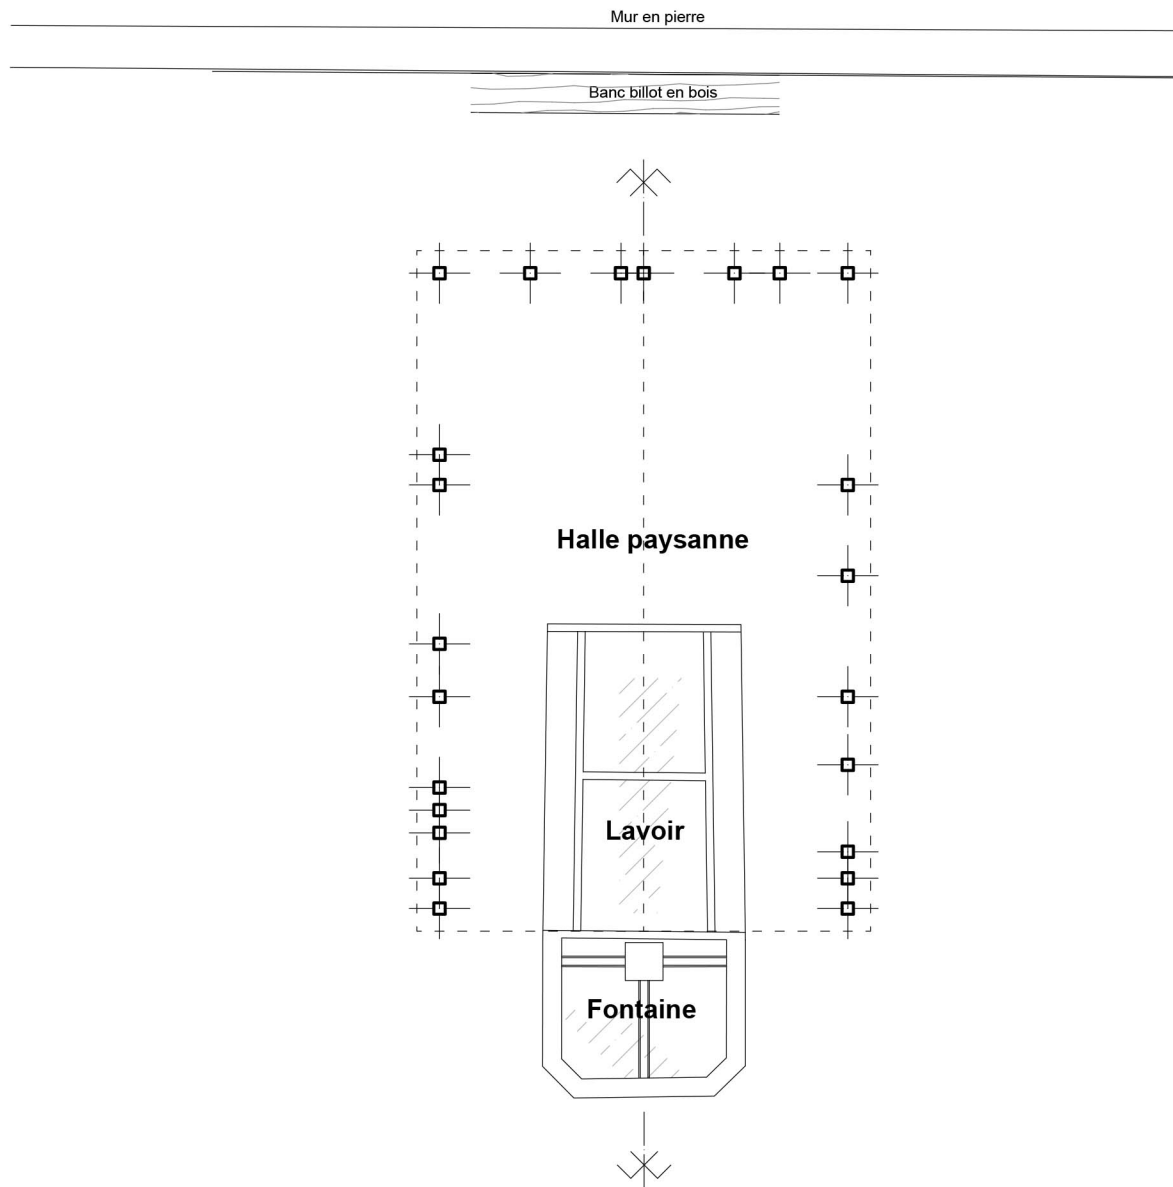 Mur en pierre
Banc billot en bois
Halle paysanne
Lavoir
Fontaine